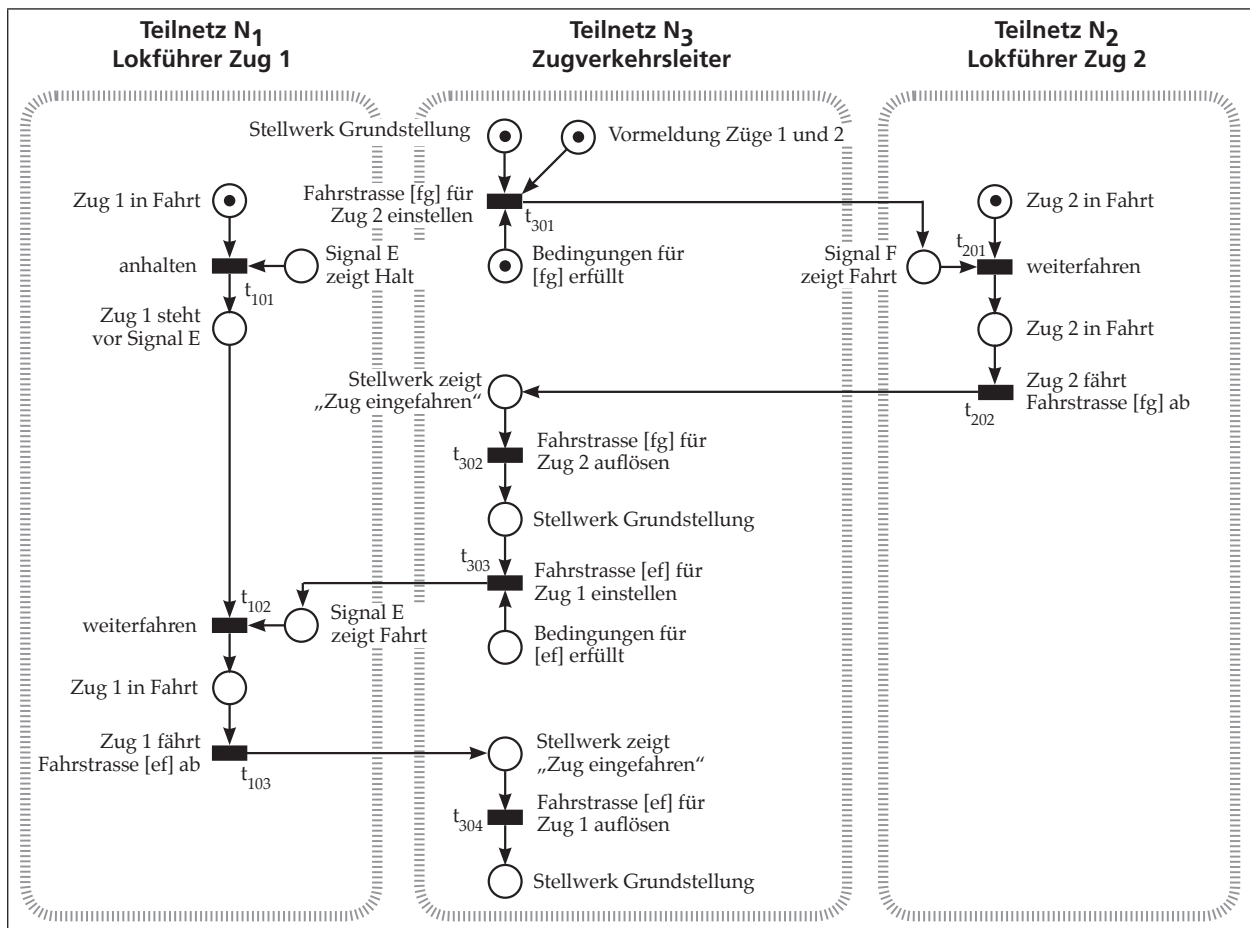 Teilnetz N1
Lokführer Zug 1
Teilnetz N3
Zugverkehrsleiter
Teilnetz N2
Lokführer Zug 2
Stellwerk Grundstellung
Vormeldung Züge 1 und 2
Zug 1 in Fahrt
Fahrstrasse [fg] für
Zug 2 einstellen
t301
Zug 2 in Fahrt
anhalten
t101
Signal E
zeigt Halt
Bedingungen für
[fg] erfüllt
Signal F
zeigt Fahrt
t201
weiterfahren
Zug 1 steht
vor Signal E
Zug 2 in Fahrt
Stellwerk zeigt
„Zug eingefahren“
Zug 2 fährt
Fahrstrasse [fg] ab
t202
t302
Fahrstrasse [fg] für
Zug 2 auflösen
Stellwerk Grundstellung
t303
Fahrstrasse [ef] für
Zug 1 einstellen
t102
weiterfahren
Signal E
zeigt Fahrt
Bedingungen für
[ef] erfüllt
Zug 1 in Fahrt
Zug 1 fährt
Fahrstrasse [ef] ab
t103
Stellwerk zeigt
„Zug eingefahren“
t304
Fahrstrasse [ef] für
Zug 1 auflösen
Stellwerk Grundstellung